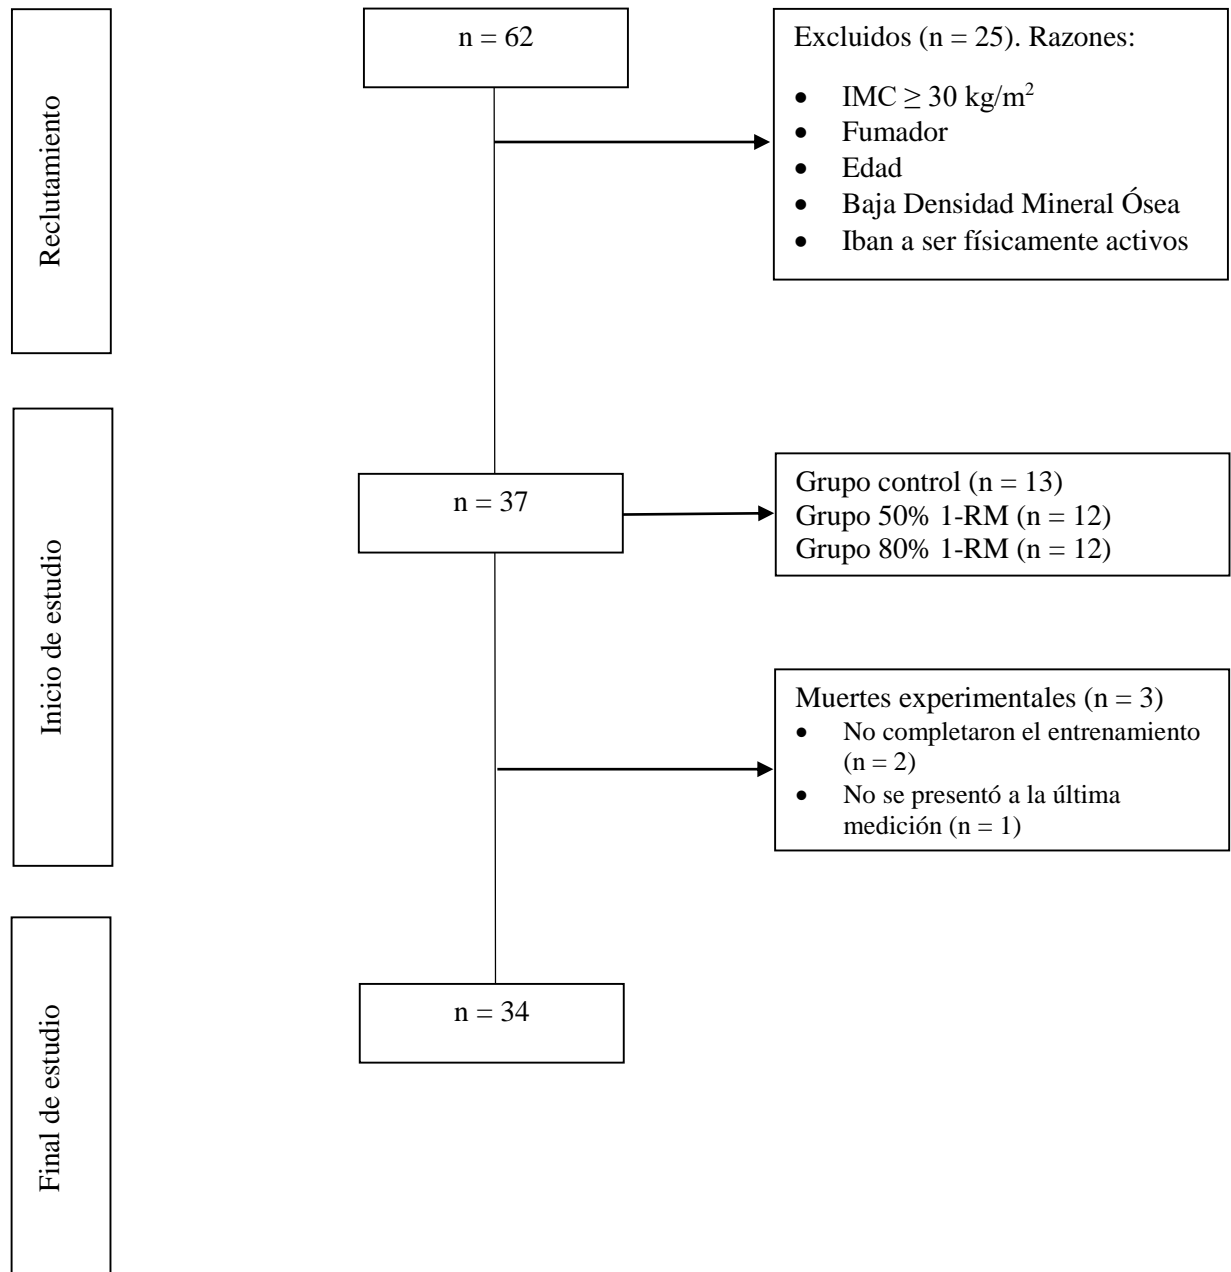 Reclutamiento
n = 62
Excluidos (n = 25). Razones:
• IMC ≥ 30 kg/m²
• Fumador
• Edad
• Baja Densidad Mineral Ósea
• Iban a ser físicamente activos
Inicio de estudio
n = 37
Grupo control (n = 13)
Grupo 50% 1-RM (n = 12)
Grupo 80% 1-RM (n = 12)
Muertes experimentales (n = 3)
• No completaron el entrenamiento
(n = 2)
• No se presentó a la última
medición (n = 1)
Final de estudio
n = 34